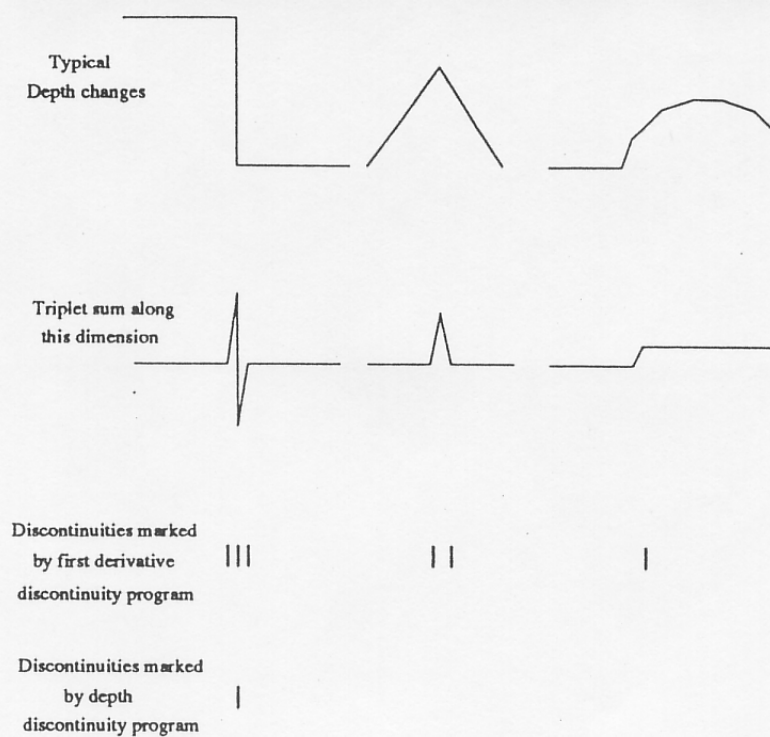 Typical
Depth changes
Triplet sum along
this dimension
Discontinuities marked
by first derivative
discontinuity program
Discontinuities marked
by depth
discontinuity program